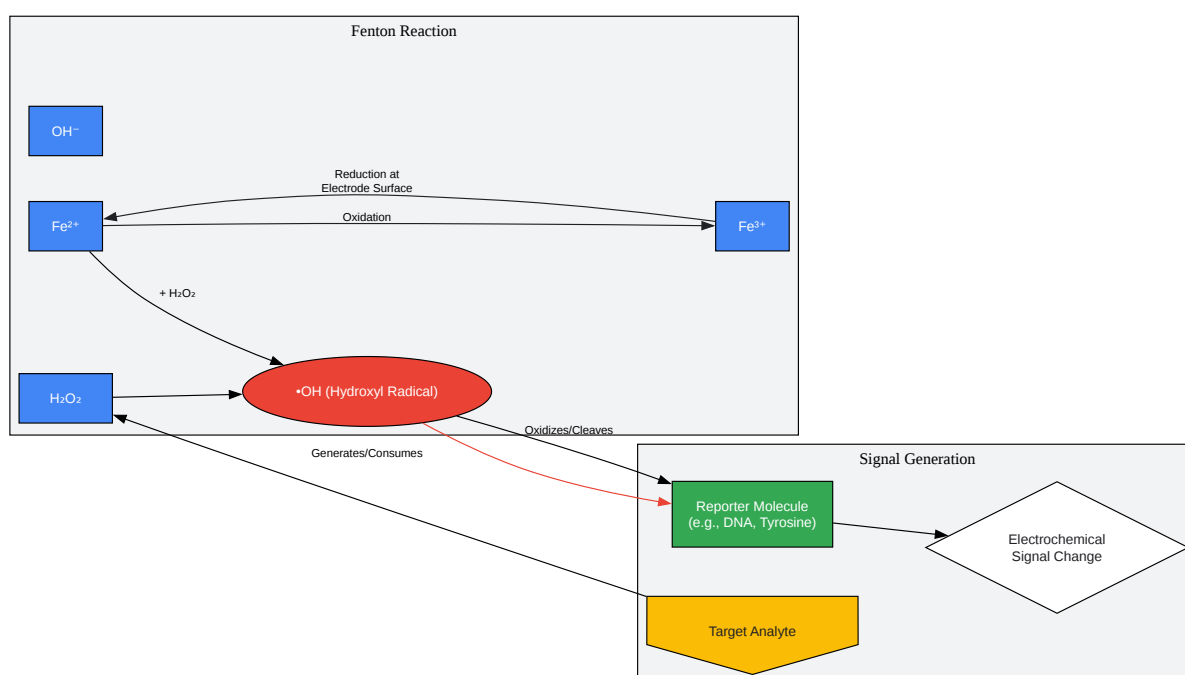 Fenton Reaction
OH⁻
Reduction at
Electrode Surface
Oxidation
Fe²⁺
Fe³⁺
+ H₂O₂
H₂O₂
•OH (Hydroxyl Radical)
Oxidizes/Cleaves
Generates/Consumes
Signal Generation
Reporter Molecule
(e.g., DNA, Tyrosine)
Electrochemical
Signal Change
Target Analyte